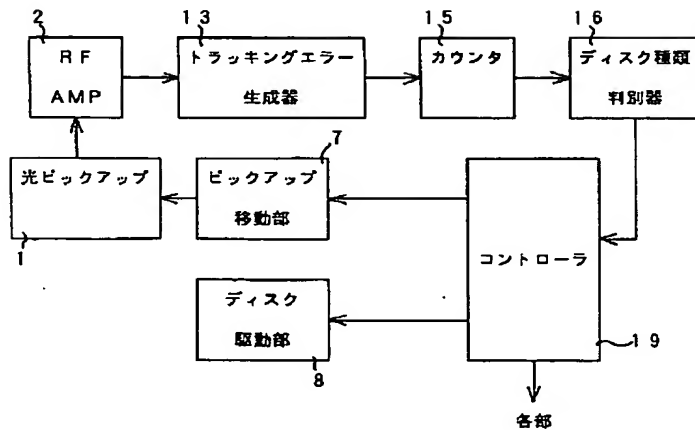 2
13
15
16
RF
AMP
トラッキングエラー
生成器
カウンタ
ディスク種類
判別器
光ピックアップ
1
7
ピックアップ
移動部
コントローラ
ディスク
駆動部
8
19
各部